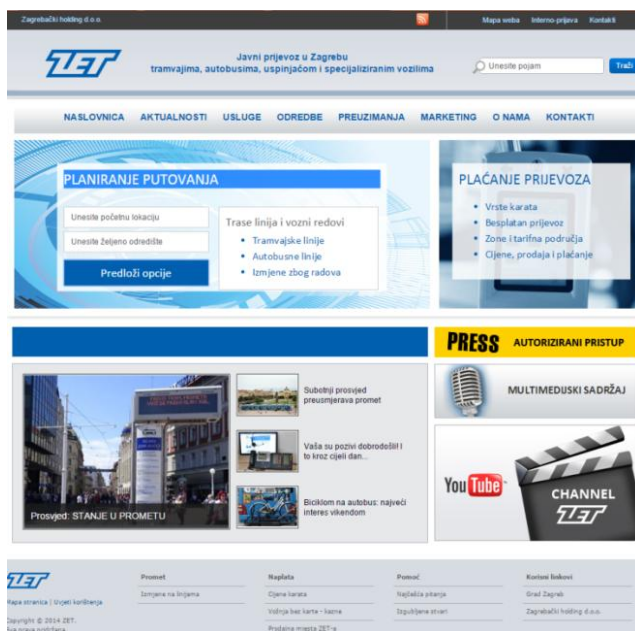 Zagrebački holding d.o.o.
Mapa weba Interno-prijava Kontakti
ZET
Javni prijevoz u Zagrebu
tramvajima, autobusima, uspinjačom i specijaliziranim vozilima
Unesite pojam
Traži
NASLOVNICA AKTUALNOSTI USLUGE ODREDBE PREUZIMANJA MARKETING O NAMA KONTAKTI
PLANIRANJE PUTOVANJA
Unesite početnu lokaciju
Unesite željeno odredište
Predloži opcije
Trase linija i vozni redovi
Tramvajske linije
Autobusne linije
Izmjene zbog radova
PLAĆANJE PRIJEVOZA
Vrste karata
Besplatan prijevoz
Zone i tarifna područja
Cijene, prodaja i plaćanje
PRESS AUTORIZIRANI PRISTUP
Prosvjed: STANJE U PROMETU
Subotnji prosvjed
preusmjerava promet
Vaša su pozivi dobrodošli! I
to kroz cijeli dan...
Biciklom na autobus: najveći
interes vikendom
MULTIMEDIJSKI SADRŽAJ
YouTube
CHANNEL
ZET
ZET
Mapa stranica | Uvjeti korištenja
Copyright © 2014 ZET.
Sva prava pridržana.
Promet
Izmjene na linijama
Naplata
Cijene karata
Vožnja bez karte - kazne
Prodajna mjesta ZET-a
Pomoć
Najčešća pitanja
Izgubljene stvari
Korisni linkovi
Grad Zagreb
Zagrebački holding d.o.o.